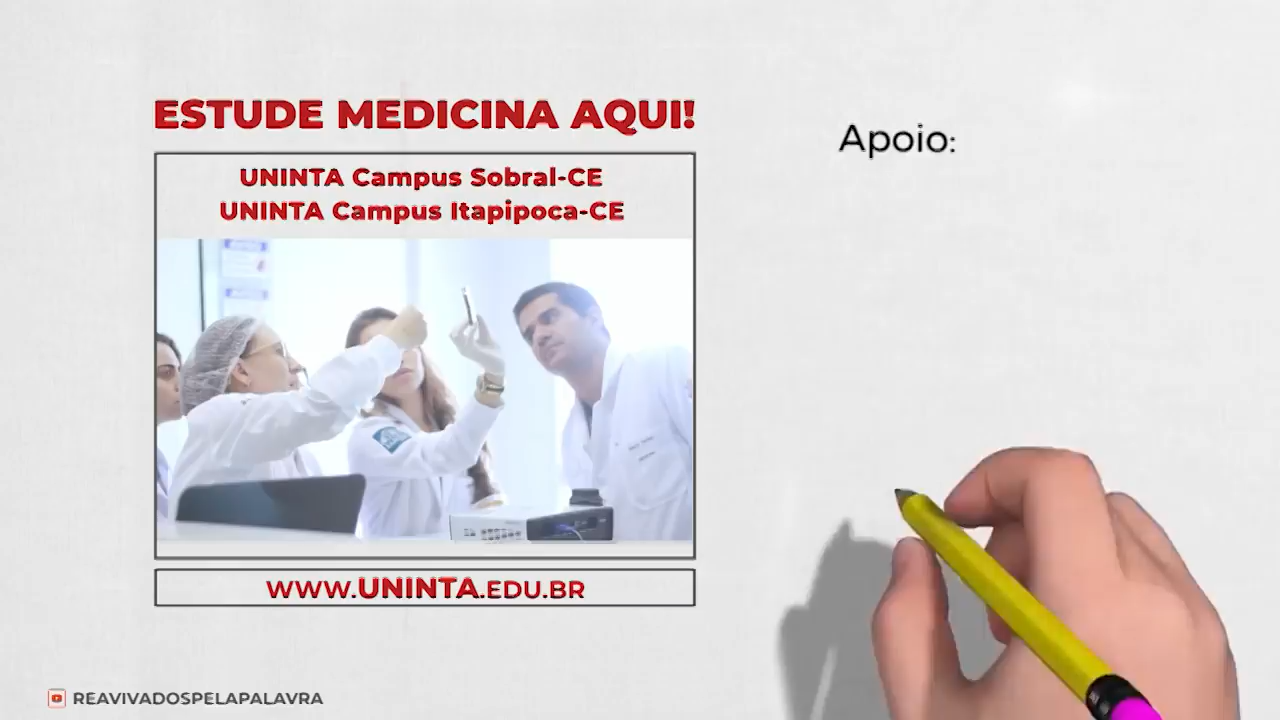 ESTUDE MEDICINA AQUI!
UNINTA Campus Sobral-CE
UNINTA Campus Itapipoca-CE
WWW.UNINTA.EDU.BR
Apoio:
REAVIVADOSPELAPALAVRA